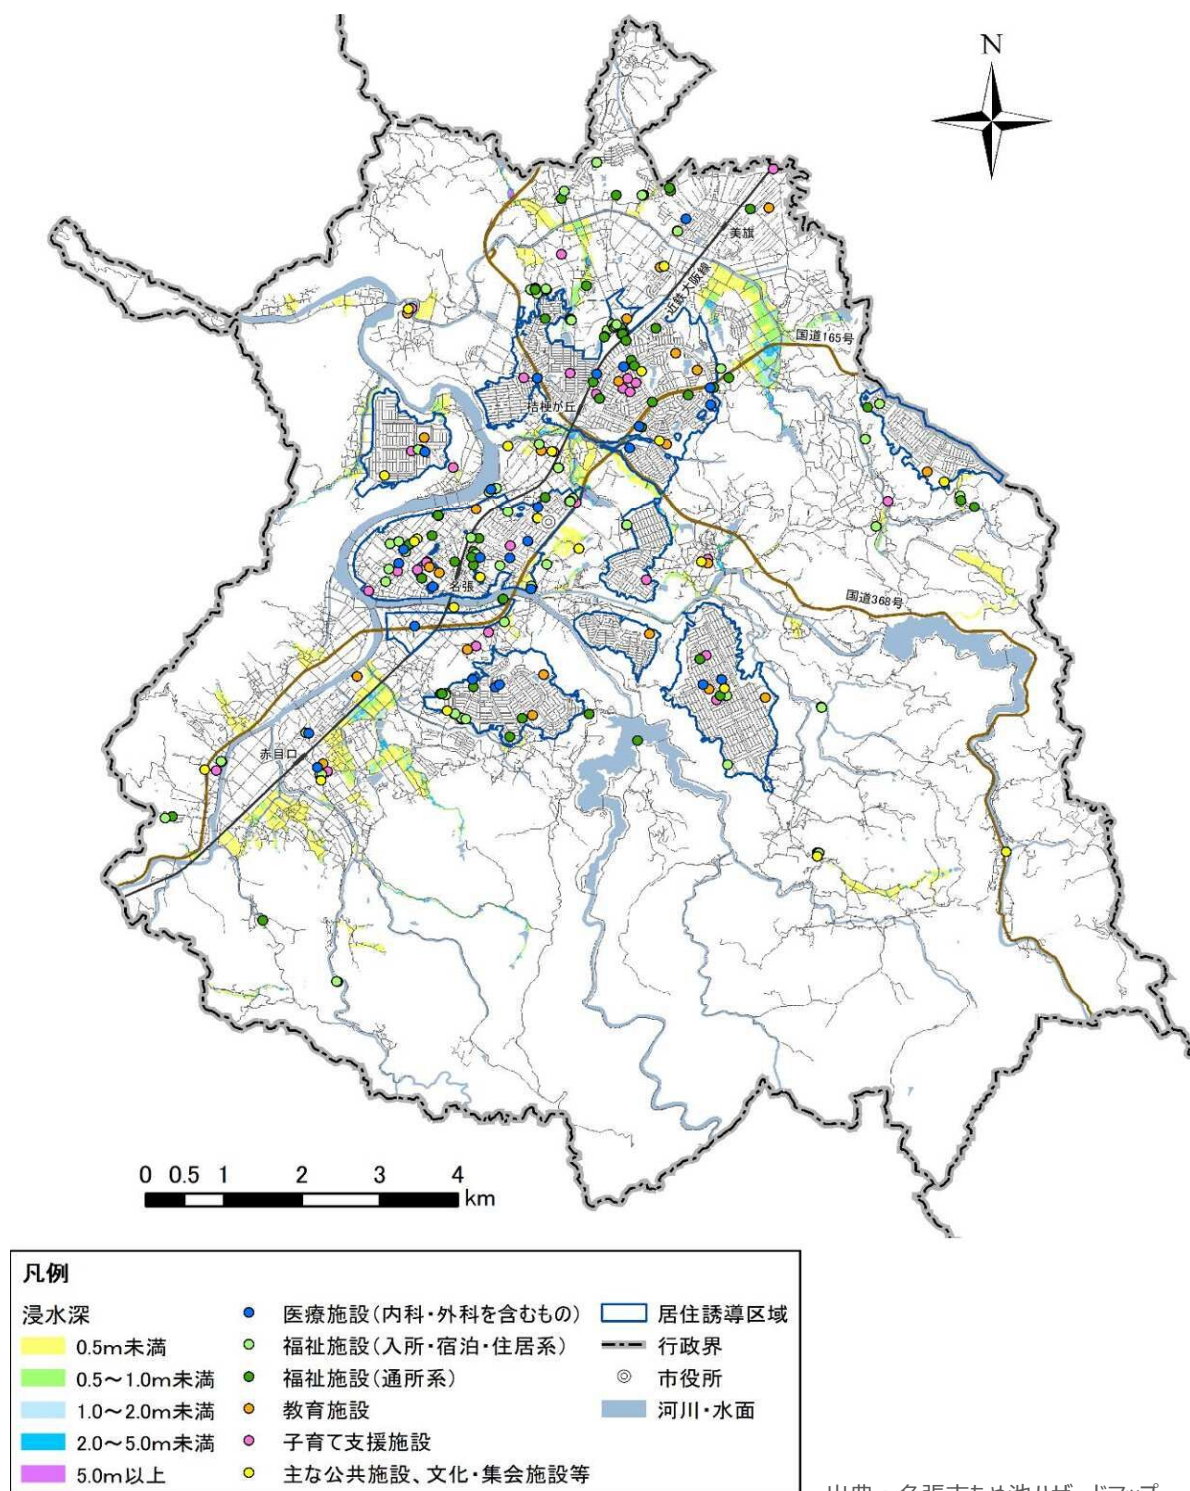 N
美旗
近鉄大阪線
国道165号
桔梗が丘
名張
国道368号
赤目口
0 0.5 1 2 3 4
km
凡例
浸水深
0.5m未満
0.5～1.0m未満
1.0～2.0m未満
2.0～5.0m未満
5.0m以上
医療施設(内科・外科を含むもの)
福祉施設(入所・宿泊・住居系)
福祉施設(通所系)
教育施設
子育て支援施設
主な公共施設、文化・集会施設等
居住誘導区域
行政界
市役所
河川・水面